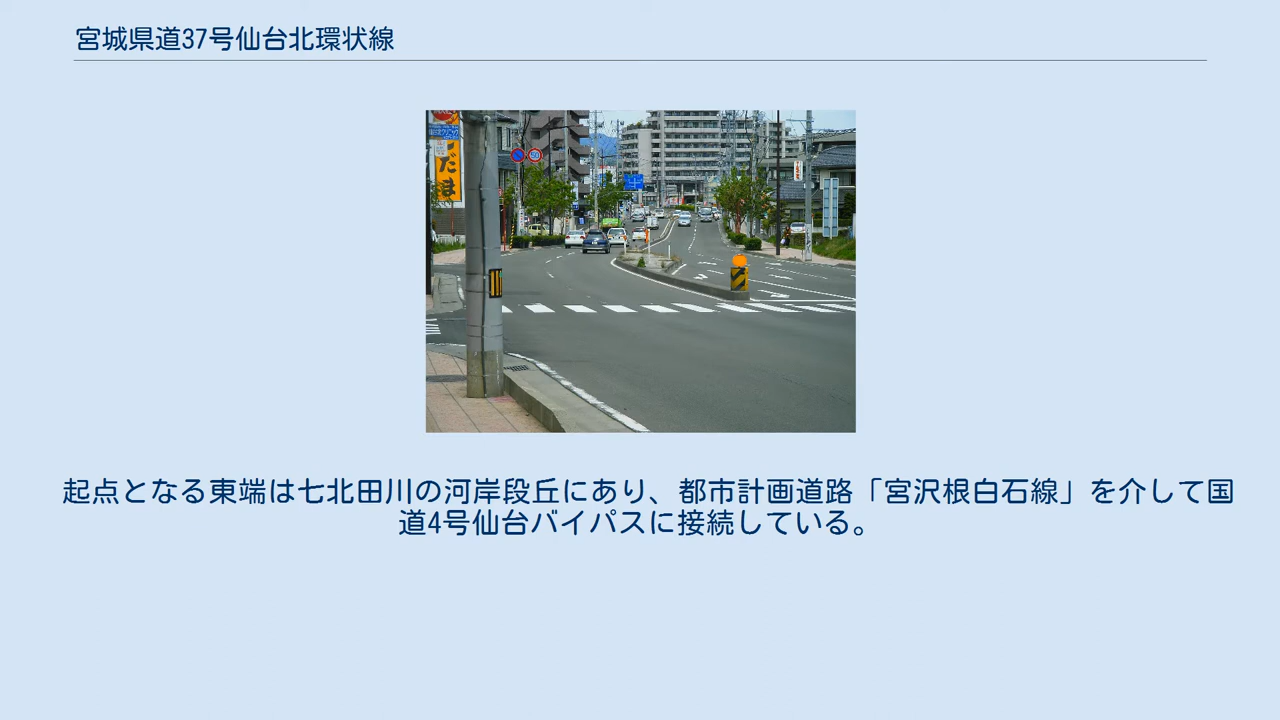 宮城県道37号仙台北環状線
だま
50
起点となる東端は七北田川の河岸段丘にあり、都市計画道路「宮沢根白石線」を介して国
道4号仙台バイパスに接続している。